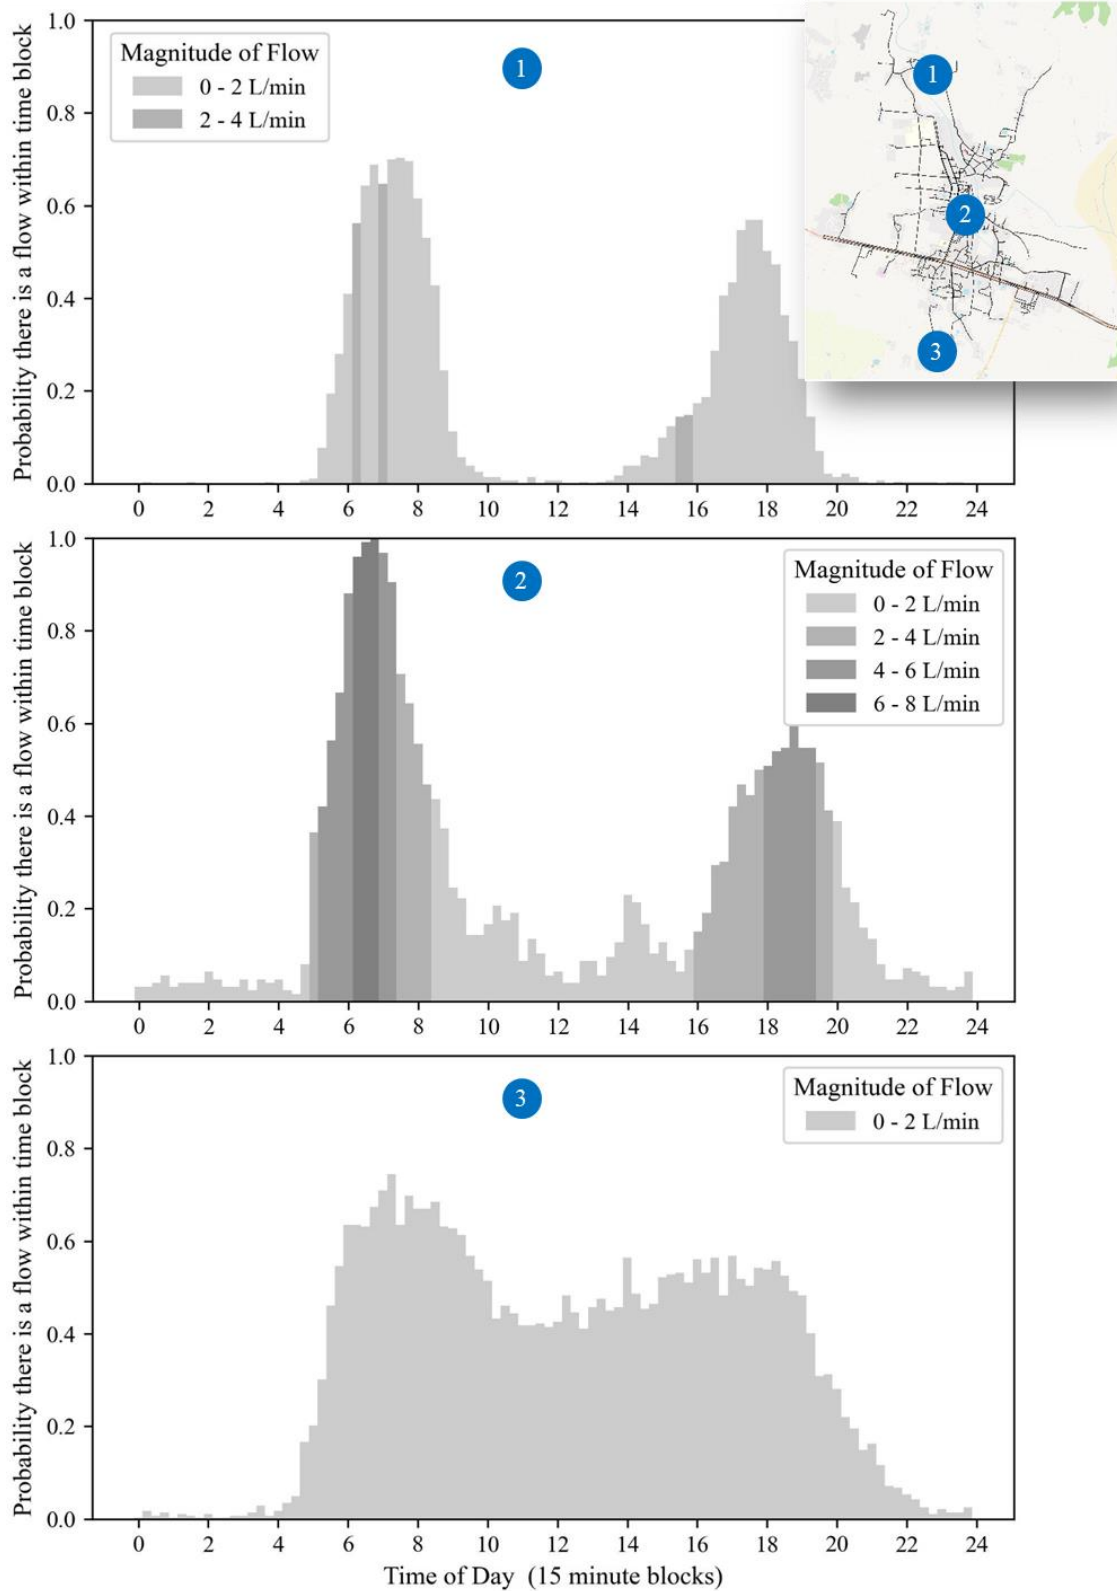 Probability there is a flow within time block
1.0
0.8
0.6
0.4
0.2
0.0
Magnitude of Flow
0 - 2 L/min
2 - 4 L/min
1
1
2
3
0 2 4 6 8 10 12 14 16 18 20 22 24
Probability there is a flow within time block
1.0
0.8
0.6
0.4
0.2
0.0
2
Magnitude of Flow
0 - 2 L/min
2 - 4 L/min
4 - 6 L/min
6 - 8 L/min
0 2 4 6 8 10 12 14 16 18 20 22 24
Probability there is a flow within time block
1.0
0.8
0.6
0.4
0.2
0.0
3
Magnitude of Flow
0 - 2 L/min
0 2 4 6 8 10 12 14 16 18 20 22 24
Time of Day (15 minute blocks)